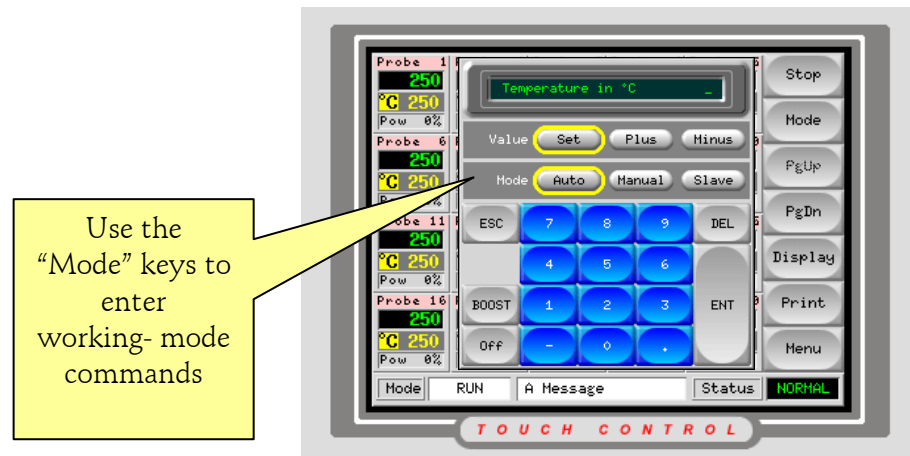 Use the
“Mode” keys to
enter
working- mode
commands
Probe 1
250
°C 250
Pow 0%
Probe 6
250
°C 250
Probe 11
250
°C 250
Pow 0%
Probe 16
250
°C 250
Pow 0%
Temperature in °C _
Value Set Plus Minus
Mode Auto Manual Slave
ESC 7 8 9 DEL
4 5 6
BOOST 1 2 3 ENT
Off - 0 .
Stop
Mode
PgUp
PgDn
Display
Print
Menu
Mode RUN A Message Status NORMAL
TOUCH CONTROL